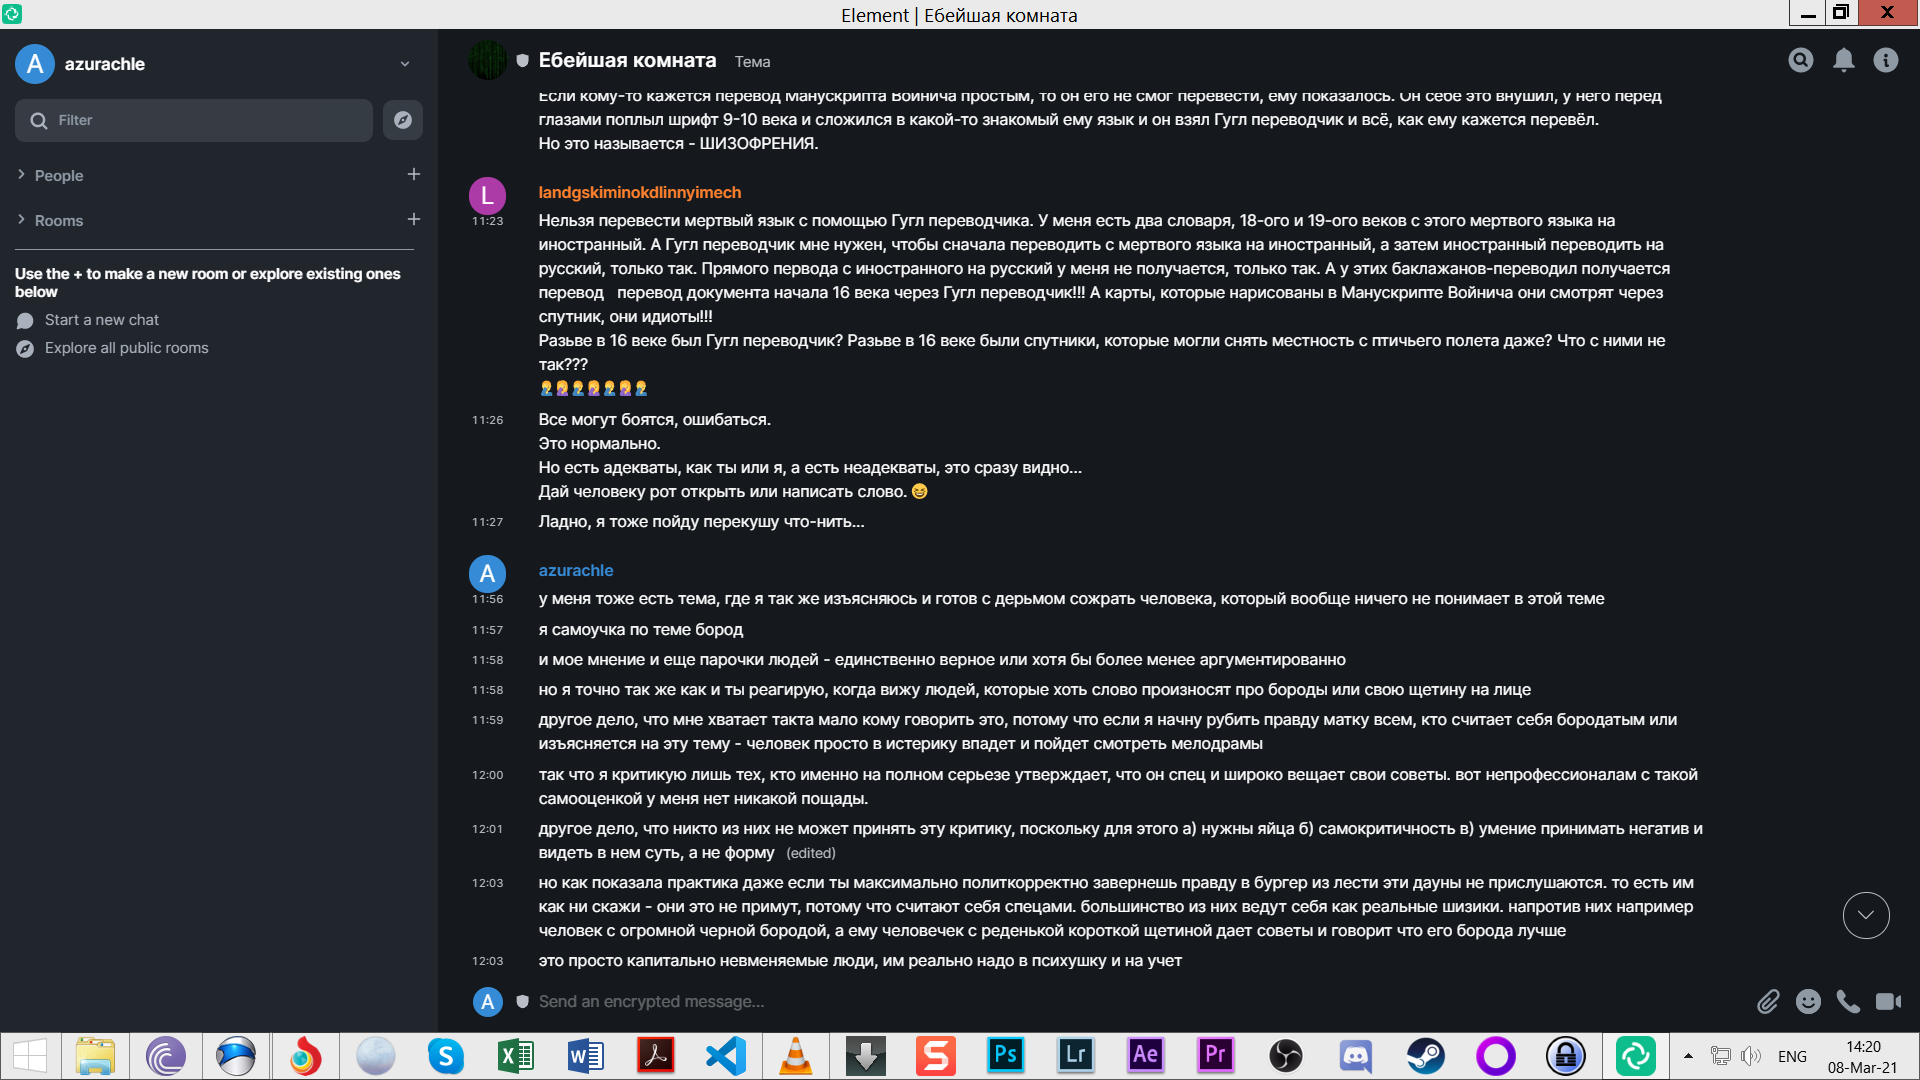 Element | Ебейшая комната
A azurachle
Filter
People
Rooms
Use the + to make a new room or explore existing ones
below
Start a new chat
Explore all public rooms
Ебейшая комната Тема
Если кому-то кажется перевод Манускрипта Войнича простым, то он его не смог перевести, ему показалось. Он себе это внушил, у него перед
глазами поплыл шрифт 9-10 века и сложился в какой-то знакомый ему язык и он взял Гугл переводчик и всё, как ему кажется перевёл.
Но это называется - ШИЗОФРЕНИЯ.
L landgskiminokdlinnyimech
11:23 Нельзя перевести мертвый язык с помощью Гугл переводчика. У меня есть два словаря, 18-ого и 19-ого веков с этого мертвого языка на
иностранный. А Гугл переводчик мне нужен, чтобы сначала переводить с мертвого языка на иностранный, а затем иностранный переводить на
русский, только так. Прямого первода с иностранного на русский у меня не получается, только так. А у этих баклажанов-переводил получается
перевод   перевод документа начала 16 века через Гугл переводчик!!! А карты, которые нарисованы в Манускрипте Войнича они смотрят через
спутник, они идиоты!!!
Разьве в 16 веке был Гугл переводчик? Разьве в 16 веке были спутники, которые могли снять местность с птичьего полета даже? Что с ними не
так???
🤦‍♂️🤦‍♀️🤦‍♂️🤦‍♀️🤦‍♂️🤦‍♀️🤦‍♂️
11:26 Все могут боятся, ошибаться.
Это нормально.
Но есть адекваты, как ты или я, а есть неадекваты, это сразу видно...
Дай человеку рот открыть или написать слово. 😆
11:27 Ладно, я тоже пойду перекушу что-нить...
A azurachle
11:56 у меня тоже есть тема, где я так же изъясняюсь и готов с дерьмом сожрать человека, который вообще ничего не понимает в этой теме
11:57 я самоучка по теме бород
11:58 и мое мнение и еще парочки людей - единственно верное или хотя бы более менее аргументированно
11:58 но я точно так же как и ты реагирую, когда вижу людей, которые хоть слово произносят про бороды или свою щетину на лице
11:59 другое дело, что мне хватает такта мало кому говорить это, потому что если я начну рубить правду матку всем, кто считает себя бородатым или
изъясняется на эту тему - человек просто в истерику впадет и пойдет смотреть мелодрамы
12:00 так что я критикую лишь тех, кто именно на полном серьезе утверждает, что он спец и широко вещает свои советы. вот непрофессионалам с такой
самооценкой у меня нет никакой пощады.
12:01 другое дело, что никто из них не может принять эту критику, поскольку для этого а) нужны яйца б) самокритичность в) умение принимать негатив и
видеть в нем суть, а не форму (edited)
12:03 но как показала практика даже если ты максимально политкорректно завернешь правду в бургер из лести эти дауны не прислушаются. то есть им
как ни скажи - они это не примут, потому что считают себя спецами. большинство из них ведут себя как реальные шизики. напротив них например
человек с огромной черной бородой, а ему человечек с реденькой короткой щетиной дает советы и говорит что его борода лучше
12:03 это просто капитально невменяемые люди, им реально надо в психушку и на учет
A Send an encrypted message...
Ps Lr Ae Pr
ENG
14:20
08-Mar-21